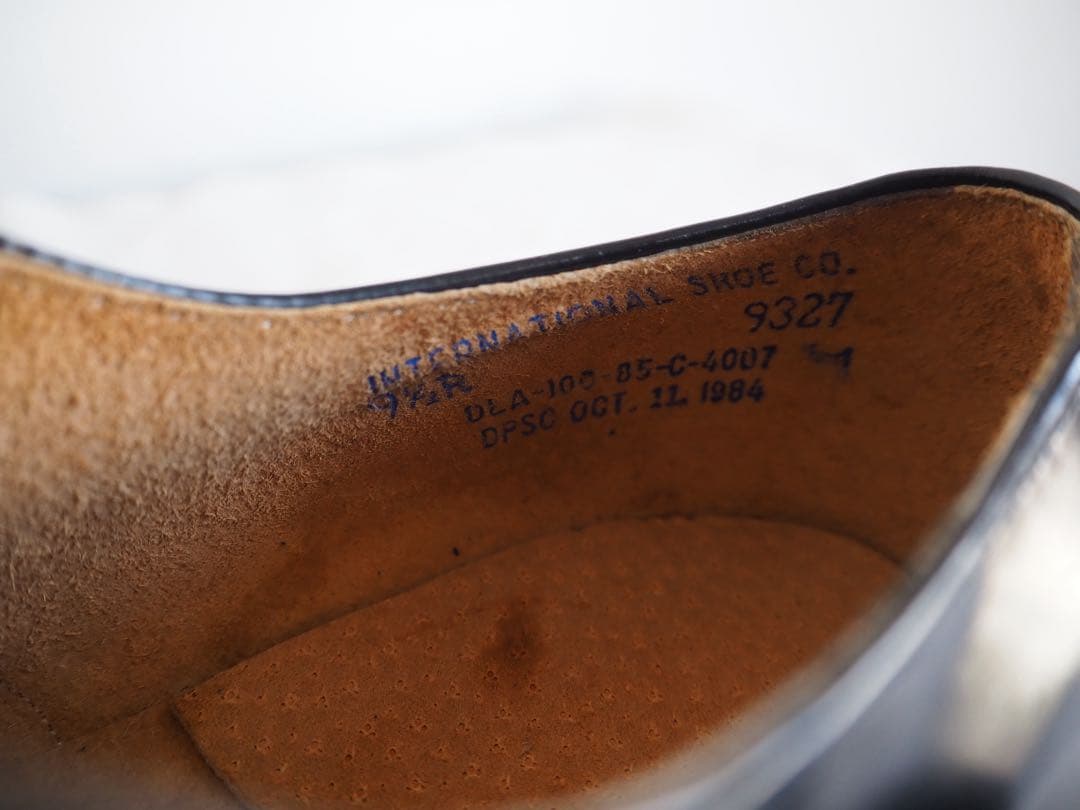 INTERNATIONAL SHOE CO.
9½R 9327
DLA-100-85-C-4007
DPSC OCT. 11, 1984